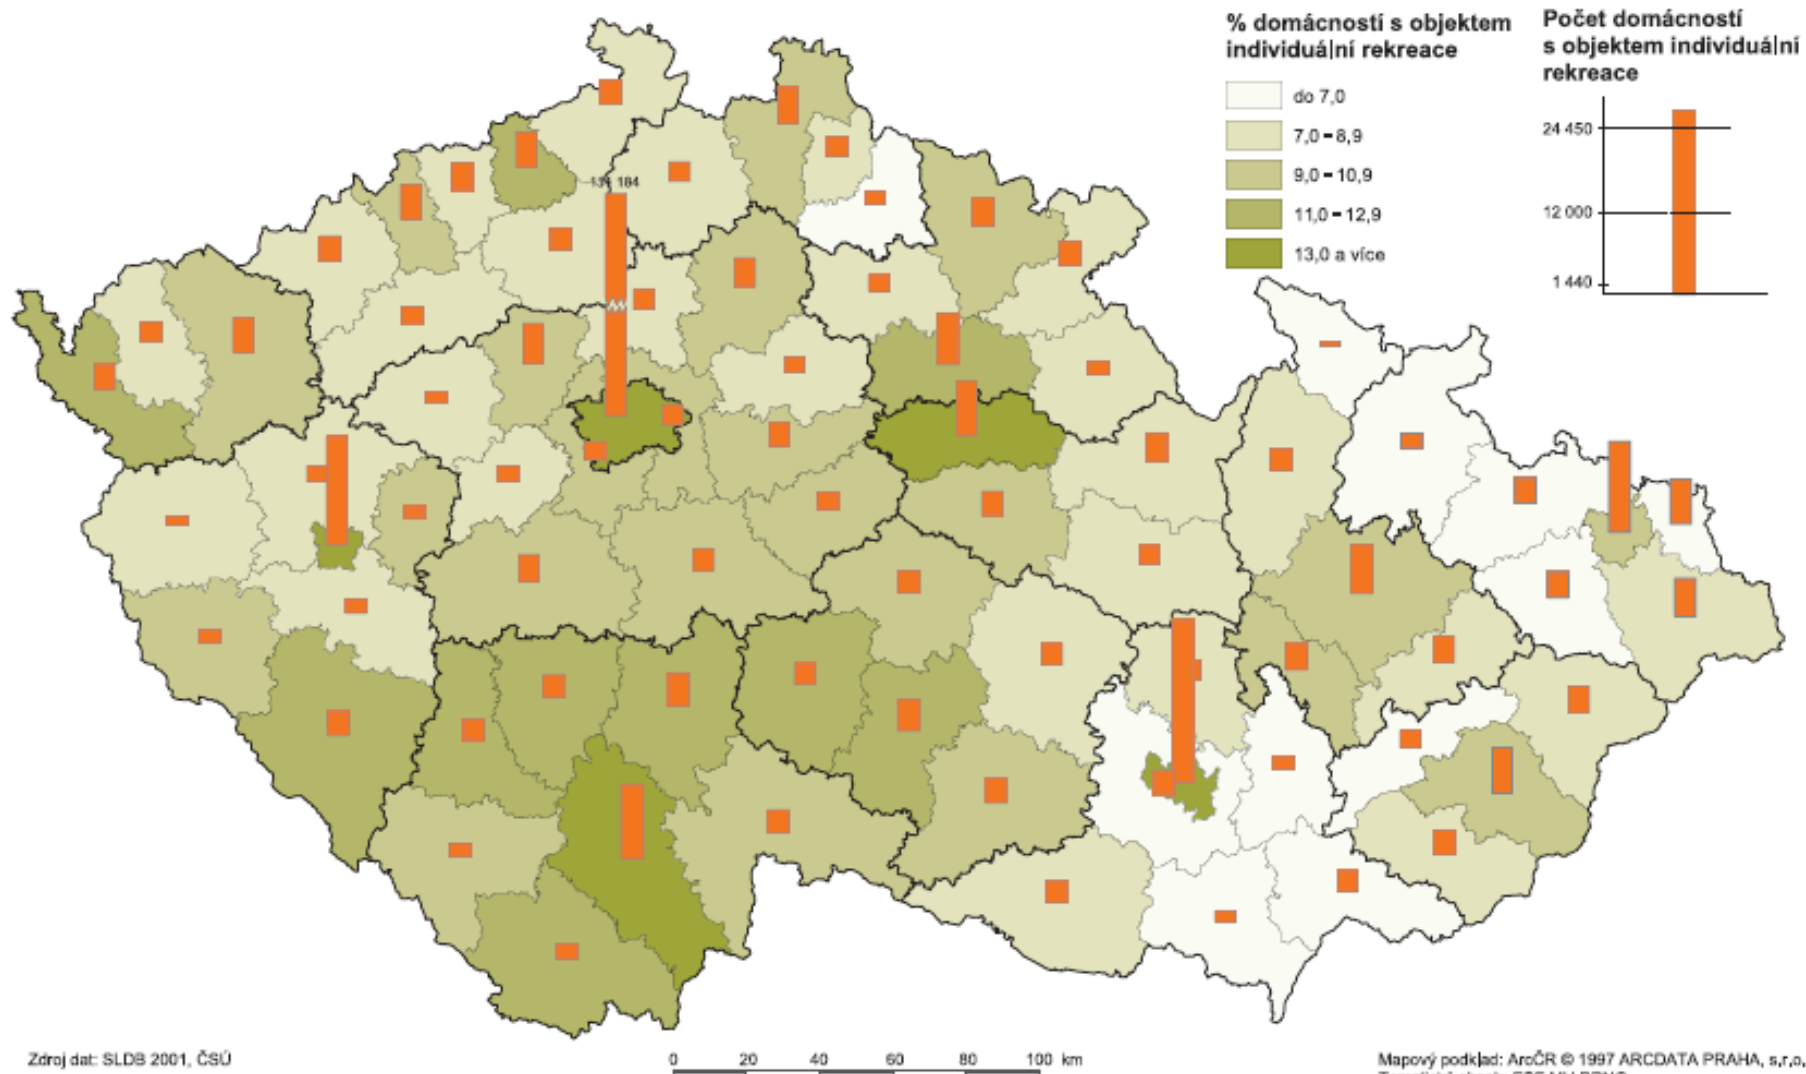 % domácností s objektem
individuální rekreace
do 7,0
7,0 – 8,9
9,0 – 10,9
11,0 – 12,9
13,0 a více
Počet domácností
s objektem individuální
rekreace
24 450
12 000
1 440
184
Zdroj dat: SLDB 2001, ČSÚ
0 20 40 60 80 100 km
Mapový podklad: ArcČR © 1997 ARCDATA PRAHA, s.r.o.